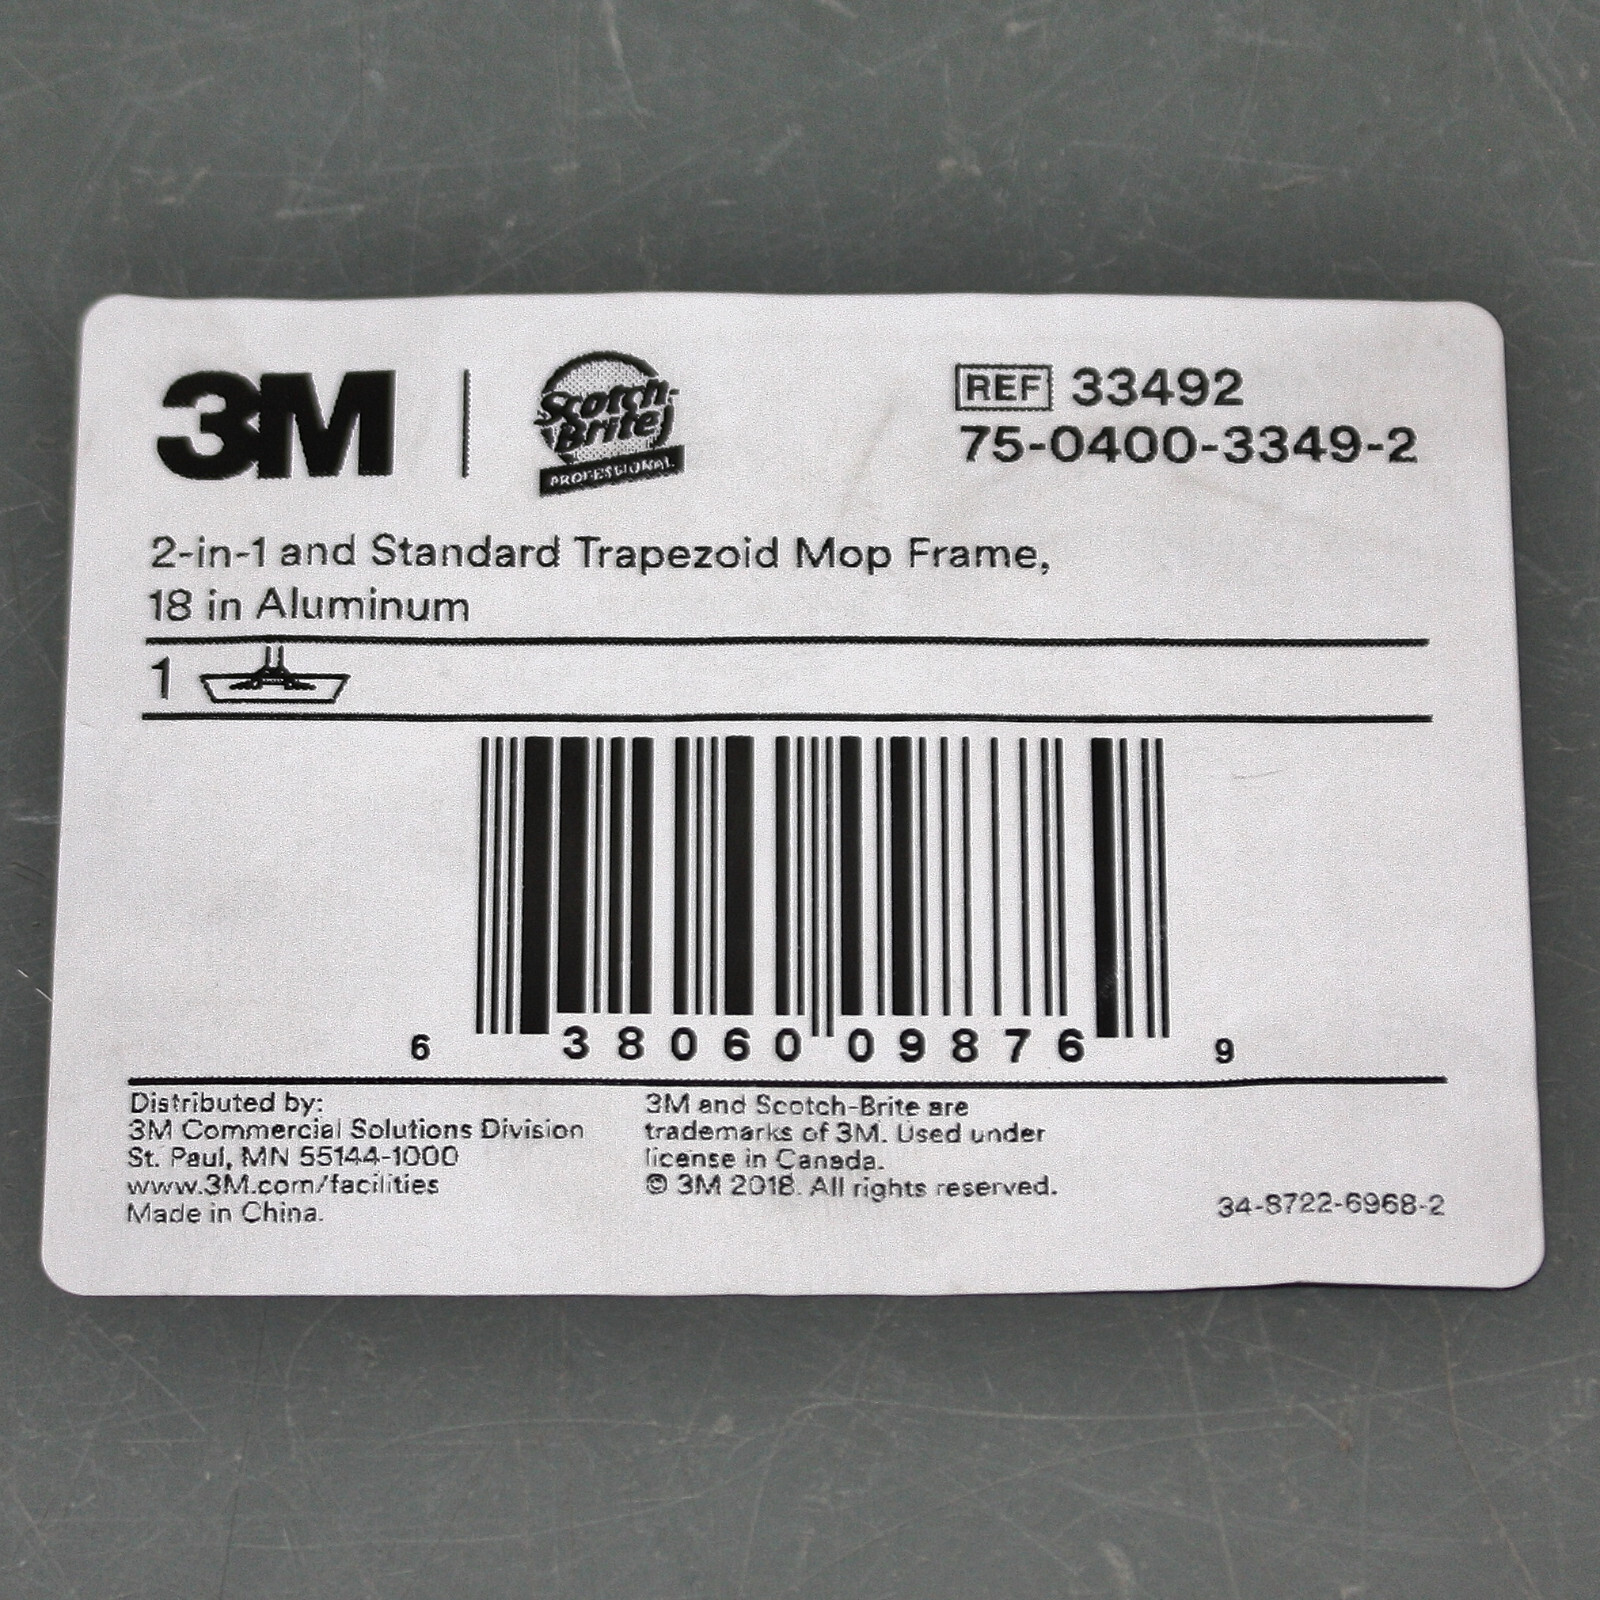 3M
Scotch-
Brite
PROFESSIONAL
REF 33492
75-0400-3349-2
2-in-1 and Standard Trapezoid Mop Frame,
18 in Aluminum
1
6 38060 09876 9
Distributed by:
3M Commercial Solutions Division
St. Paul, MN 55144-1000
www.3M.com/facilities
Made in China.
3M and Scotch-Brite are
trademarks of 3M. Used under
license in Canada.
© 3M 2018. All rights reserved.
34-8722-6968-2